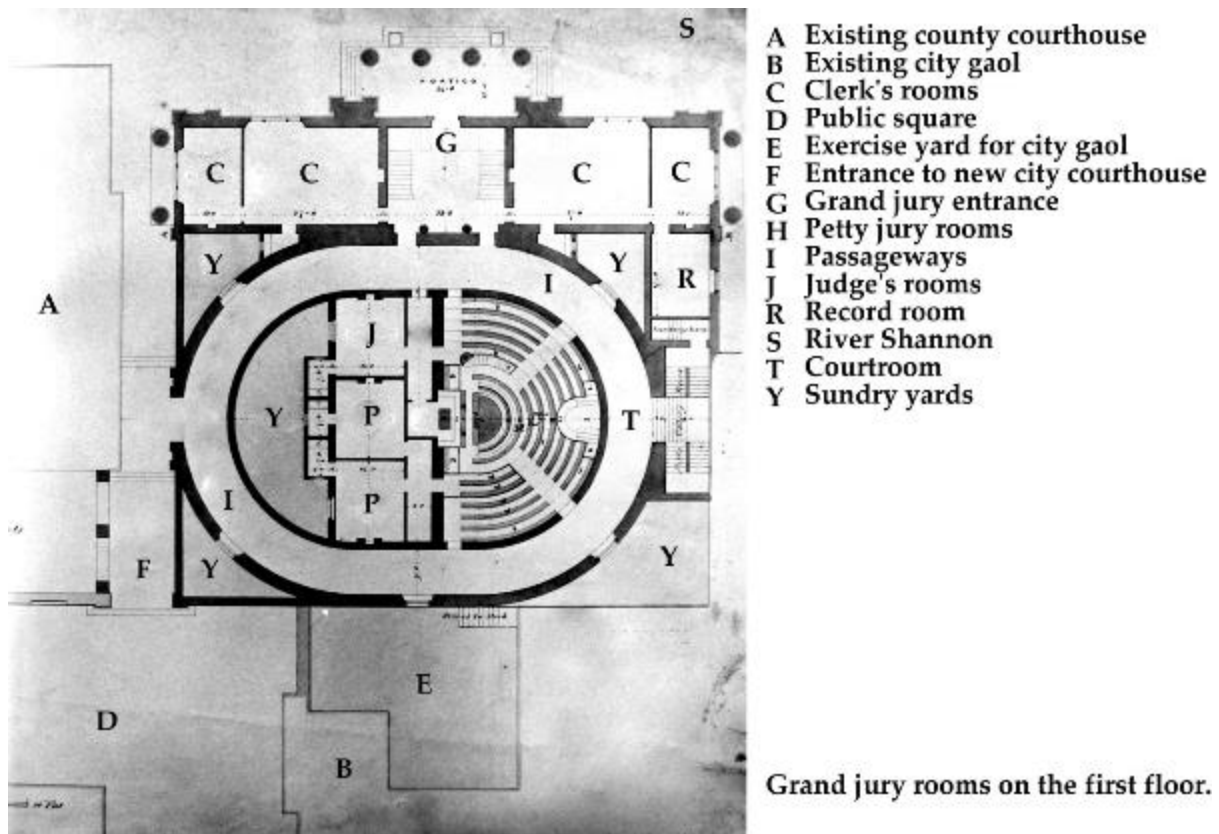 S
A Existing county courthouse
B Existing city gaol
C Clerk's rooms
D Public square
E Exercise yard for city gaol
F Entrance to new city courthouse
G Grand jury entrance
H Petty jury rooms
I Passageways
J Judge's rooms
R Record room
S River Shannon
T Courtroom
Y Sundry yards
PORTICO
G
C C C C
Y Y
I R
A
J
Y P T
I P
F Y Y
E
D
B
Grand jury rooms on the first floor.